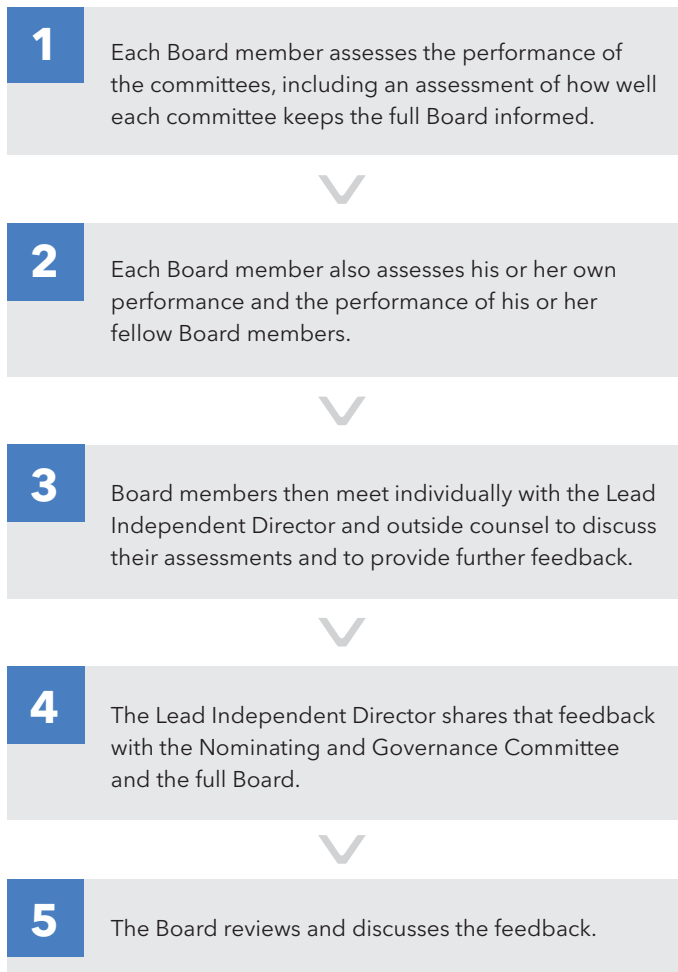 1
Each Board member assesses the performance of
the committees, including an assessment of how well
each committee keeps the full Board informed.
2
Each Board member also assesses his or her own
performance and the performance of his or her
fellow Board members.
3
Board members then meet individually with the Lead
Independent Director and outside counsel to discuss
their assessments and to provide further feedback.
4
The Lead Independent Director shares that feedback
with the Nominating and Governance Committee
and the full Board.
5
The Board reviews and discusses the feedback.